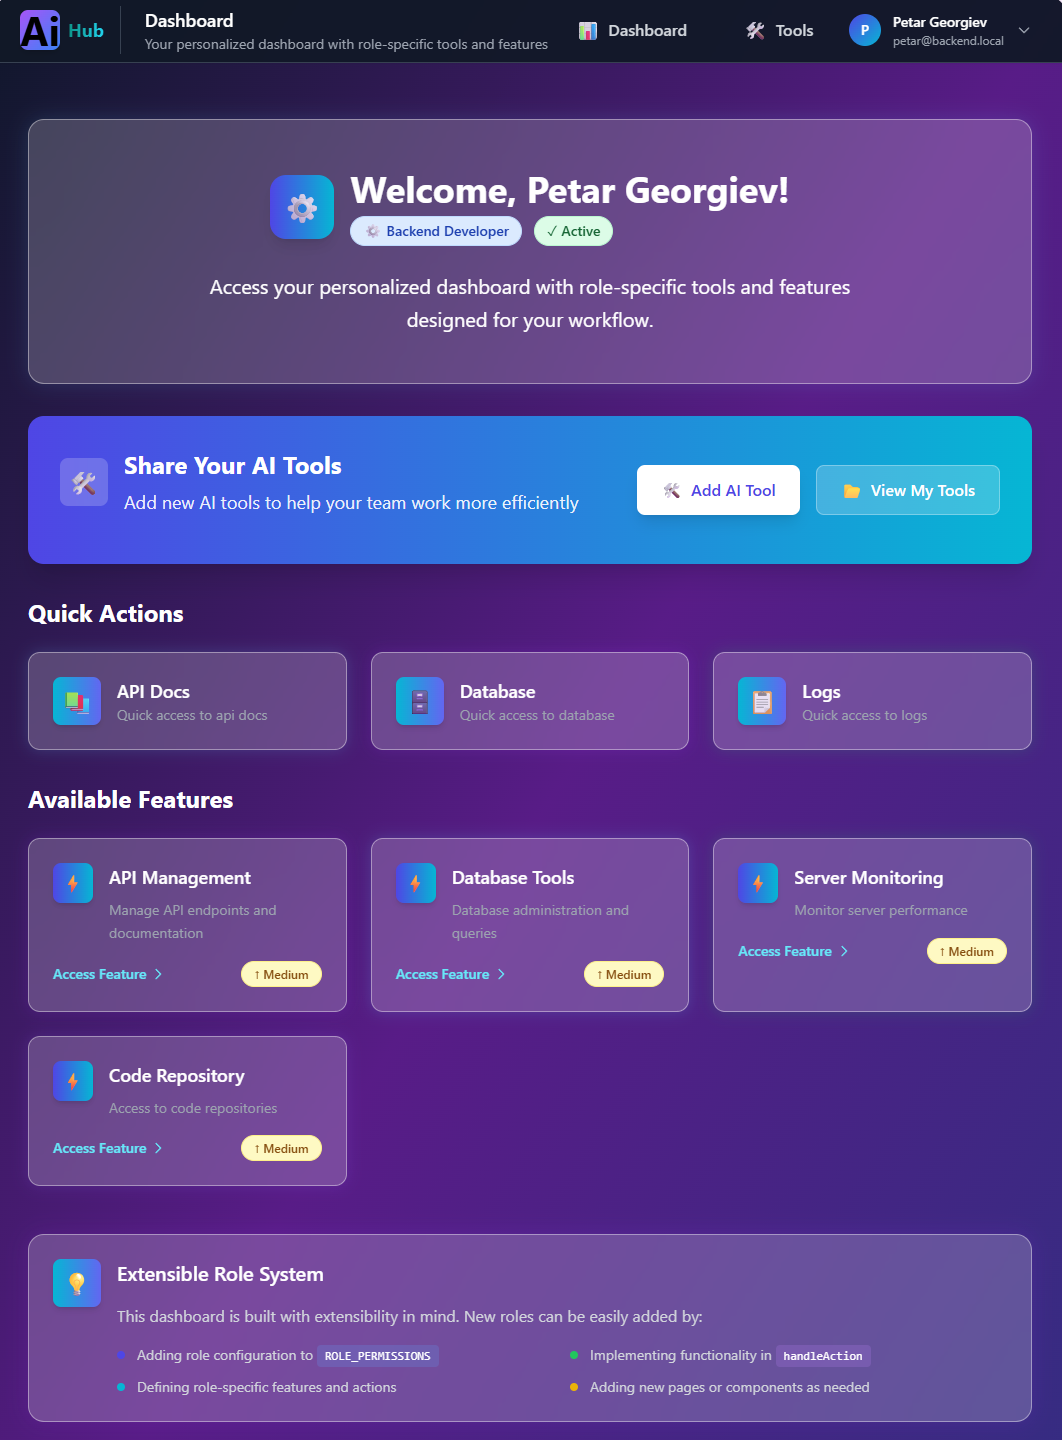 Ai Hub
Dashboard
Your personalized dashboard with role-specific tools and features
Dashboard
Tools
P
Petar Georgiev
petar@backend.local
Welcome, Petar Georgiev!
Backend Developer
✓ Active
Access your personalized dashboard with role-specific tools and features
designed for your workflow.
Share Your AI Tools
Add new AI tools to help your team work more efficiently
Add AI Tool
View My Tools
Quick Actions
API Docs
Quick access to api docs
Database
Quick access to database
Logs
Quick access to logs
Available Features
API Management
Manage API endpoints and
documentation
Access Feature
↑ Medium
Database Tools
Database administration and
queries
Access Feature
↑ Medium
Server Monitoring
Monitor server performance
Access Feature
↑ Medium
Code Repository
Access to code repositories
Access Feature
↑ Medium
Extensible Role System
This dashboard is built with extensibility in mind. New roles can be easily added by:
Adding role configuration to ROLE_PERMISSIONS
Implementing functionality in handleAction
Defining role-specific features and actions
Adding new pages or components as needed